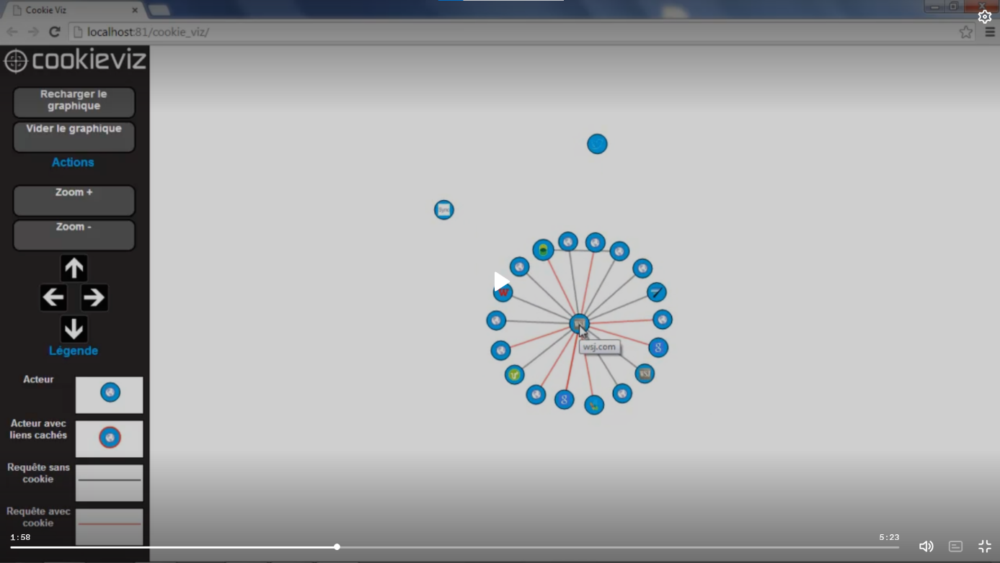 Cookie Viz
localhost:81/cookie_viz/
cookieviz
Recharger le
graphique
Vider le graphique
Actions
Zoom +
Zoom -
Légende
Acteur
Acteur avec
liens cachés
Requête sans
cookie
Requête avec
cookie
W
g
wsj.com
g
1:58
5:23